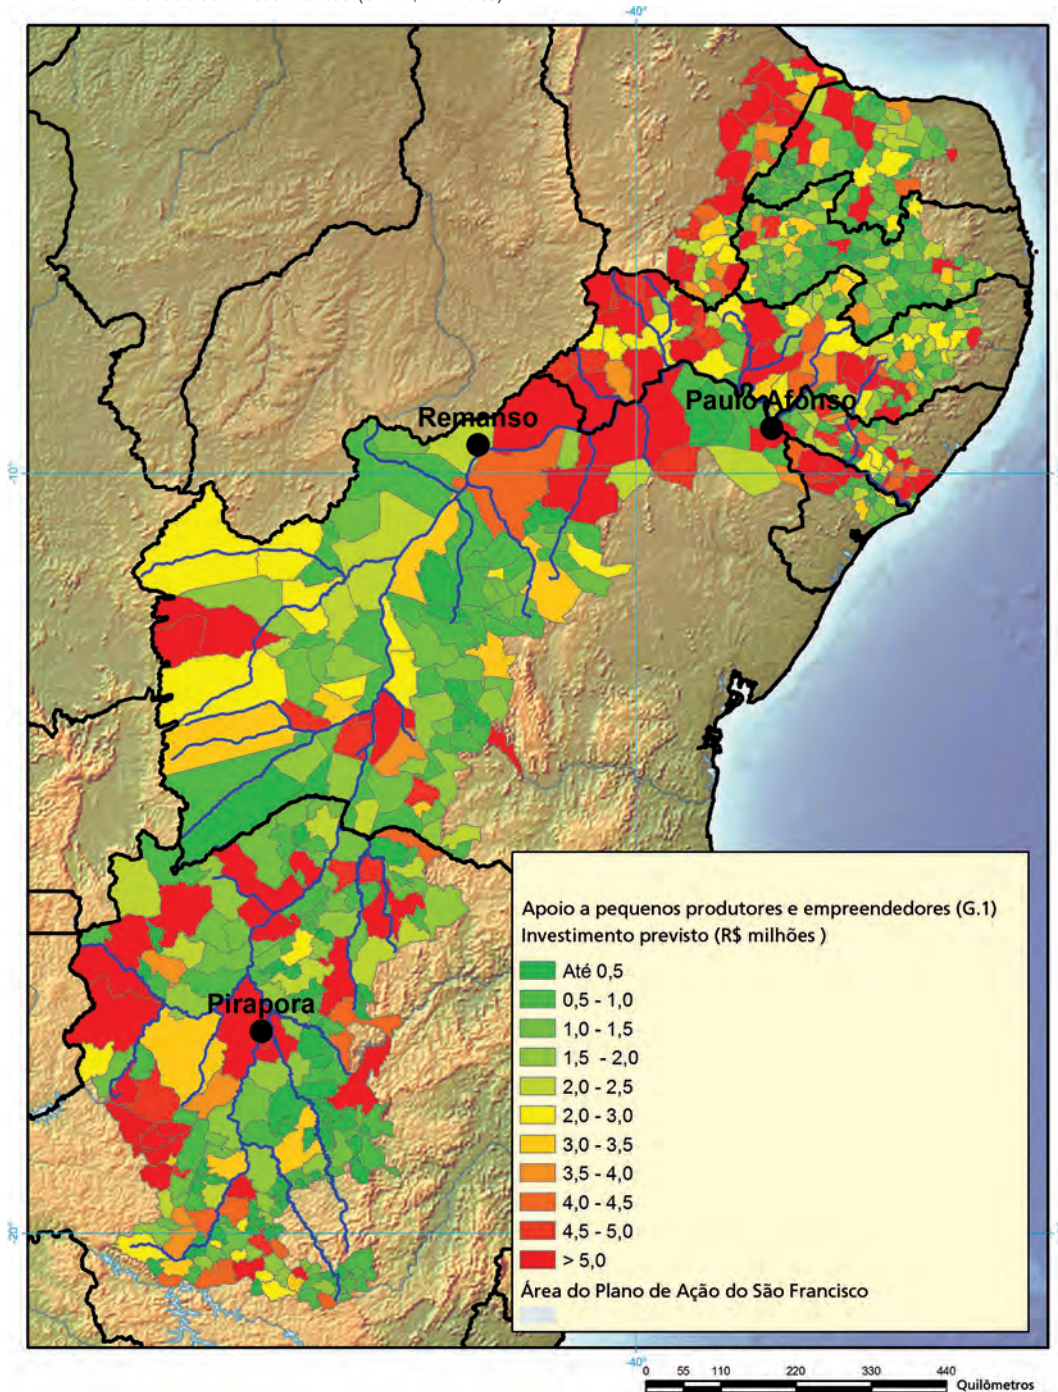 -40°
Remanso
Paulo Afonso
-10°
Pirapora
-20°
Apoio a pequenos produtores e empreendedores (G.1)
Investimento previsto (R$ milhões )
Até 0,5
0,5 - 1,0
1,0 - 1,5
1,5 - 2,0
2,0 - 2,5
2,0 - 3,0
3,0 - 3,5
3,5 - 4,0
4,0 - 4,5
4,5 - 5,0
> 5,0
Área do Plano de Ação do São Francisco
-40°
0 55 110 220 330 440
Quilômetros